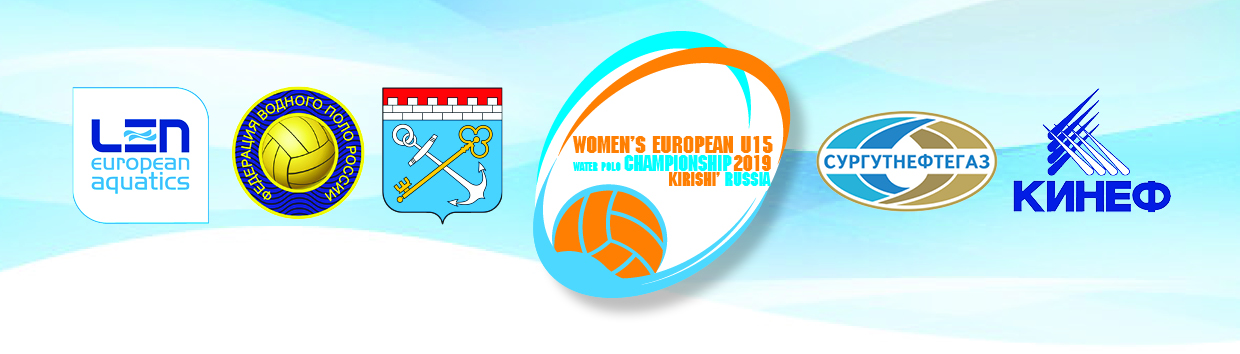 LEN
european
aquatics
ФЕДЕРАЦИЯ ВОДНОГО ПОЛО РОССИИ
WOMEN'S EUROPEAN U15
WATER POLO CHAMPIONSHIP 2019
KIRISHI' RUSSIA
СУРГУТНЕФТЕГАЗ
КИНЕФ